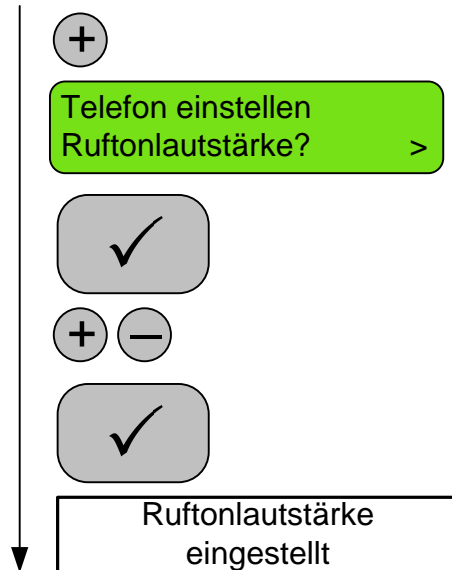 +
Telefon einstellen
Ruftonlautstärke? >
✓
+ −
✓
Ruftonlautstärke
eingestellt